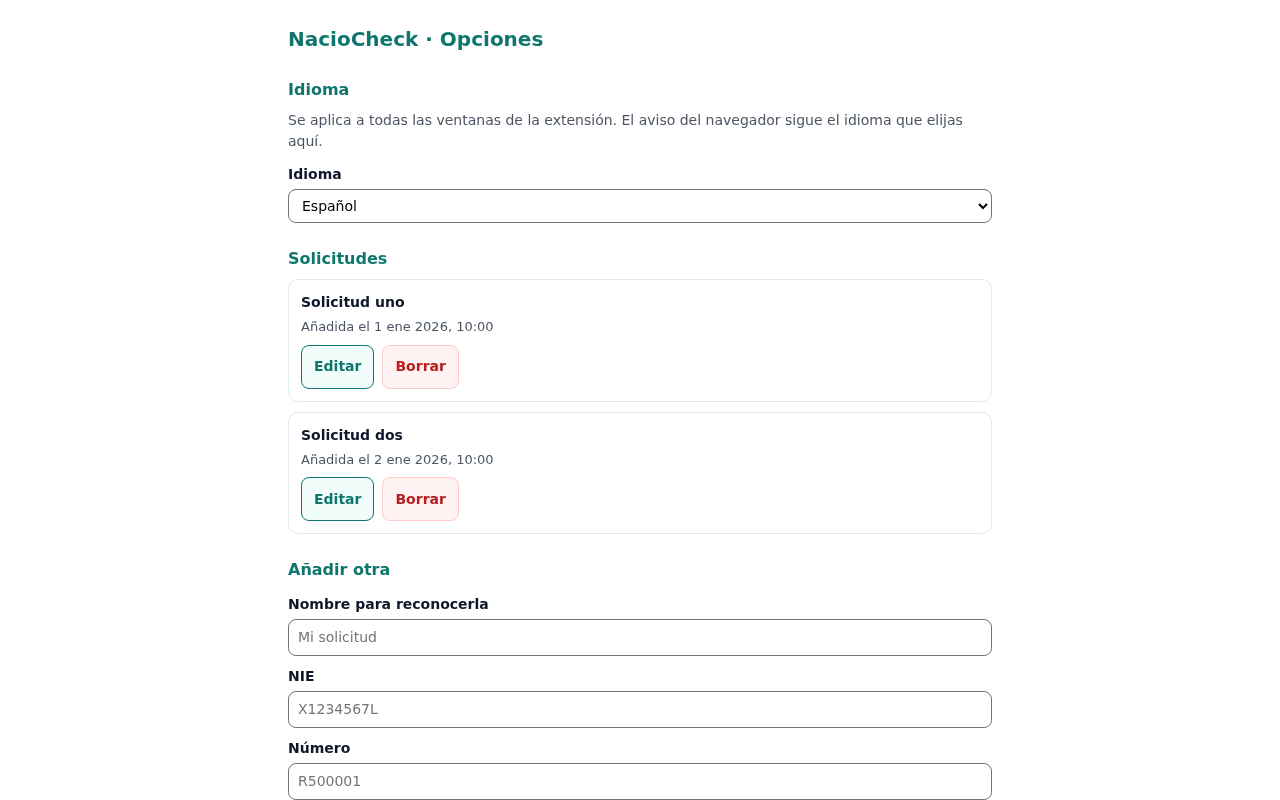 NacioCheck · Opciones
Idioma
Se aplica a todas las ventanas de la extensión. El aviso del navegador sigue el idioma que elijas
aquí.
Idioma
Español
Solicitudes
Solicitud uno
Añadida el 1 ene 2026, 10:00
Editar Borrar
Solicitud dos
Añadida el 2 ene 2026, 10:00
Editar Borrar
Añadir otra
Nombre para reconocerla
Mi solicitud
NIE
X1234567L
Número
R500001